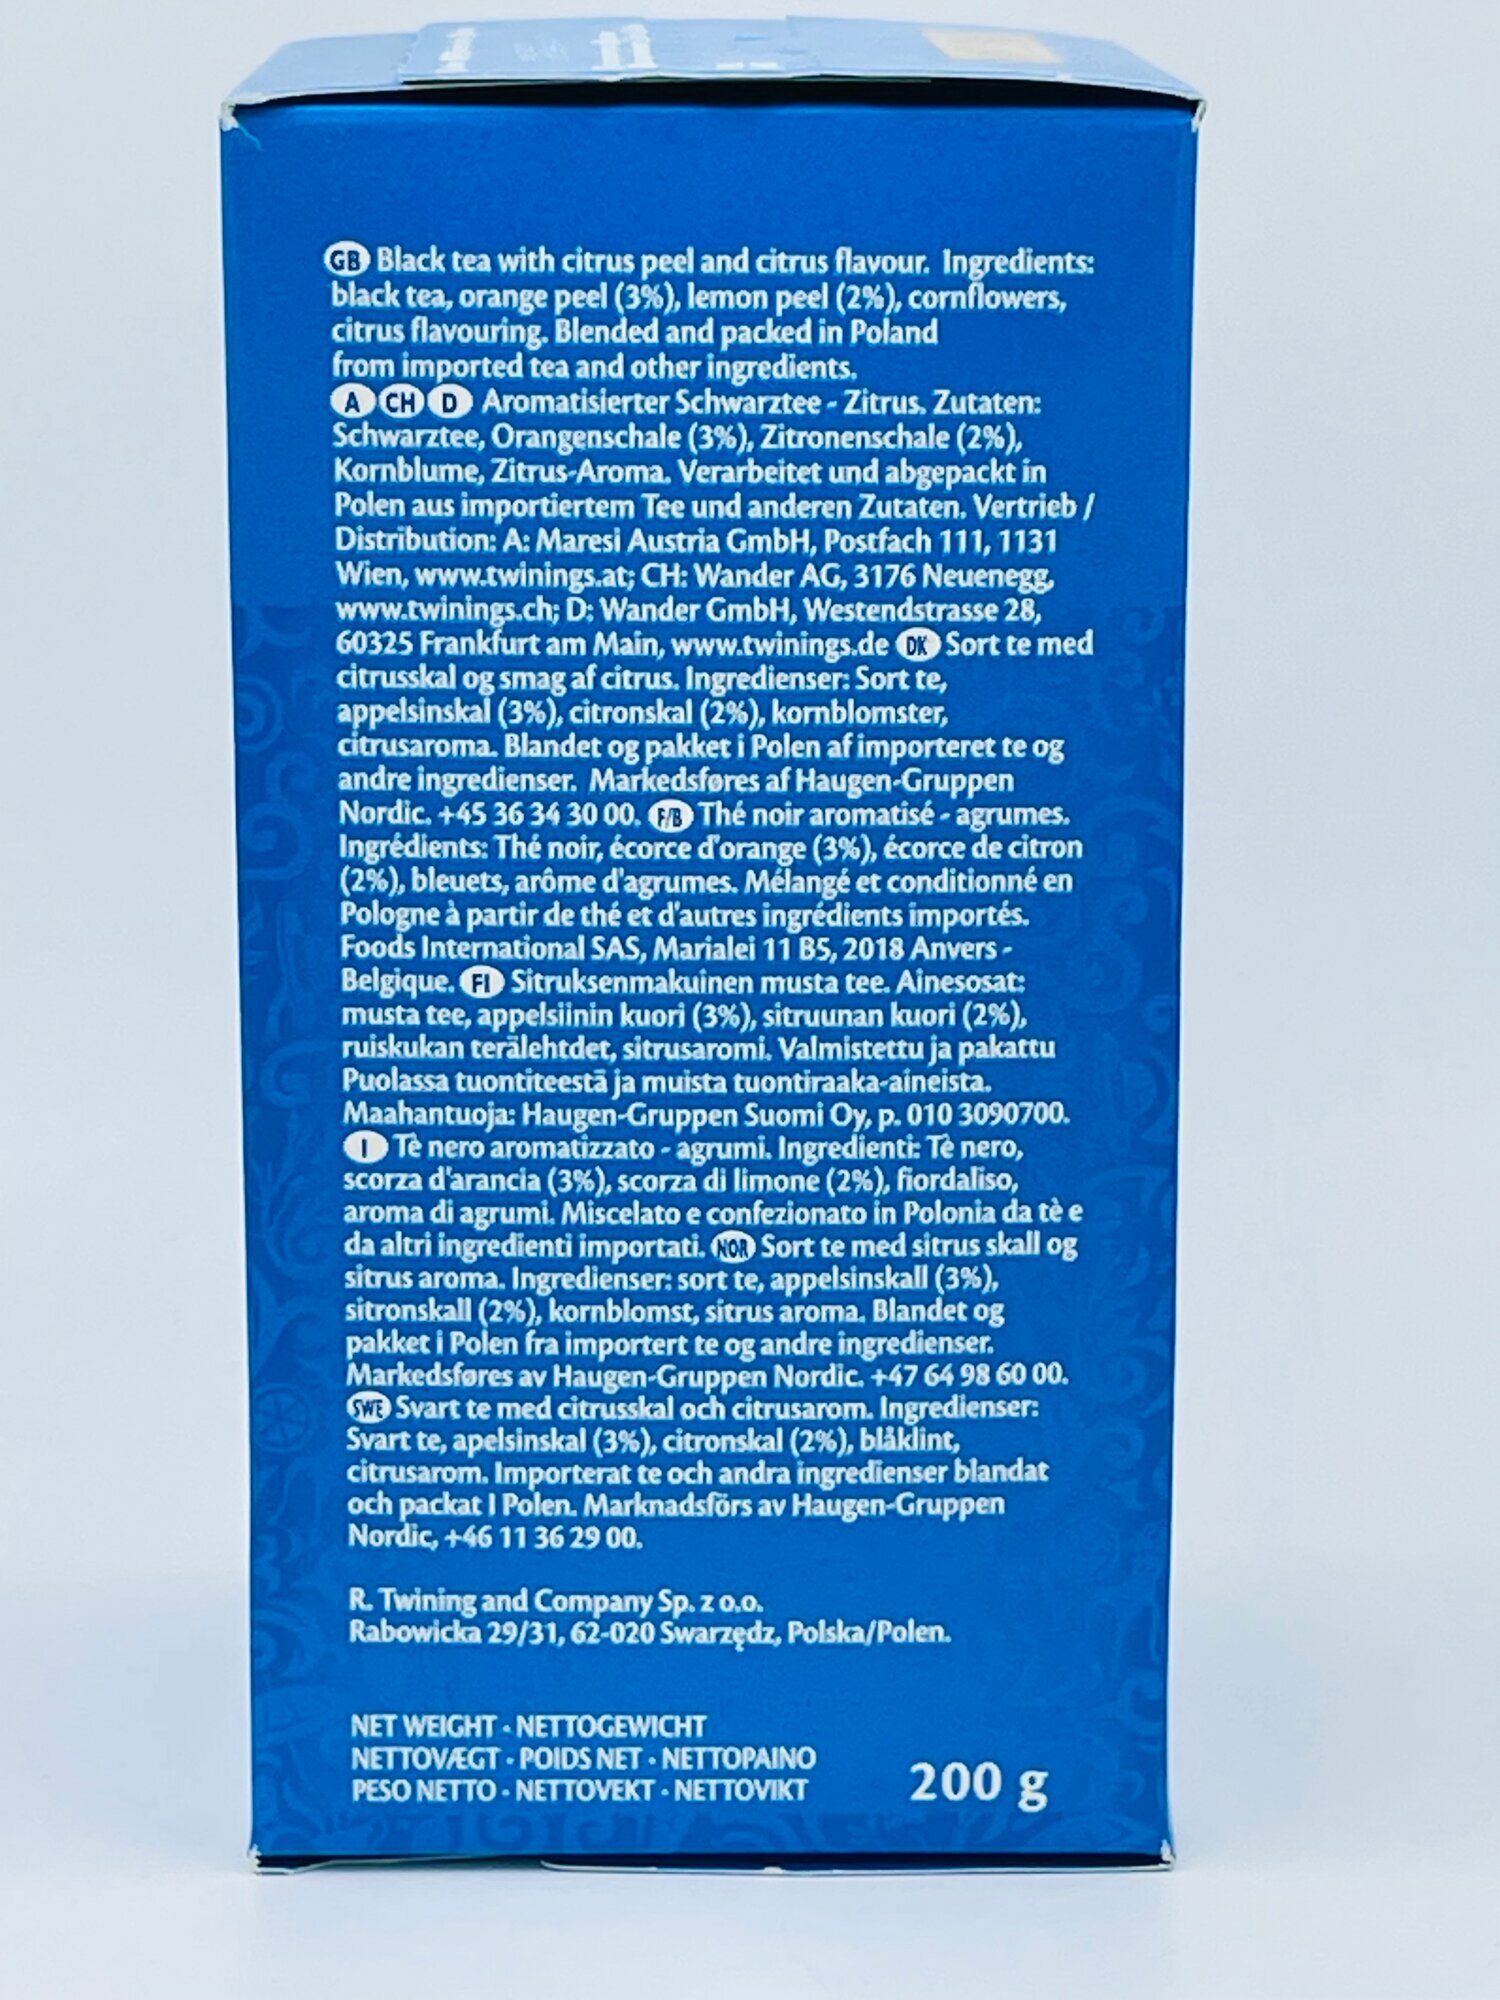 GB Black tea with citrus peel and citrus flavour. Ingredients:
black tea, orange peel (3%), lemon peel (2%), cornflowers,
citrus flavouring. Blended and packed in Poland
from imported tea and other ingredients.
A CH D Aromatisierter Schwarztee - Zitrus. Zutaten:
Schwarztee, Orangenschale (3%), Zitronenschale (2%),
Kornblume, Zitrus-Aroma. Verarbeitet und abgepackt in
Polen aus importiertem Tee und anderen Zutaten. Vertrieb /
Distribution: A: Maresi Austria GmbH, Postfach 111, 1131
Wien, www.twinings.at; CH: Wander AG, 3176 Neuenegg,
www.twinings.ch; D: Wander GmbH, Westendstrasse 28,
60325 Frankfurt am Main, www.twinings.de DK Sort te med
citrusskal og smag af citrus. Ingredienser: Sort te,
appelsinskal (3%), citronskal (2%), kornblomster,
citrusaroma. Blandet og pakket i Polen af importeret te og
andre ingredienser. Markedsføres af Haugen-Gruppen
Nordic. +45 36 34 30 00. F/B Thé noir aromatisé - agrumes.
Ingrédients: Thé noir, écorce d'orange (3%), écorce de citron
(2%), bleuets, arôme d'agrumes. Mélangé et conditionné en
Pologne à partir de thé et d'autres ingrédients importés.
Foods International SAS, Marialei 11 B5, 2018 Anvers -
Belgique. FI Sitruksenmakuinen musta tee. Ainesosat:
musta tee, appelsiinin kuori (3%), sitruunan kuori (2%),
ruiskukan terälehtdet, sitrusaromi. Valmistettu ja pakattu
Puolassa tuontiteestä ja muista tuontiraaka-aineista.
Maahantuoja: Haugen-Gruppen Suomi Oy, p. 010 3090700.
I Tè nero aromatizzato - agrumi. Ingredienti: Tè nero,
scorza d'arancia (3%), scorza di limone (2%), fiordaliso,
aroma di agrumi. Miscelato e confezionato in Polonia da tè e
da altri ingredienti importati. NOR Sort te med sitrus skall og
sitrus aroma. Ingredienser: sort te, appelsinskall (3%),
sitronskall (2%), kornblomst, sitrus aroma. Blandet og
pakket i Polen fra importert te og andre ingredienser.
Markedsføres av Haugen-Gruppen Nordic. +47 64 98 60 00.
SWE Svart te med citrusskal och citrusarom. Ingredienser:
Svart te, apelsinskal (3%), citronskal (2%), blåklint,
citrusarom. Importerat te och andra ingredienser blandat
och packat I Polen. Marknadsförs av Haugen-Gruppen
Nordic, +46 11 36 29 00.
R. Twining and Company Sp. z o.o.
Rabowicka 29/31, 62-020 Swarzędz, Polska/Polen.
NET WEIGHT - NETTOGEWICHT
NETTOVÆGT - POIDS NET - NETTOPAINO
PESO NETTO - NETTOVEKT - NETTOVIKT
200 g